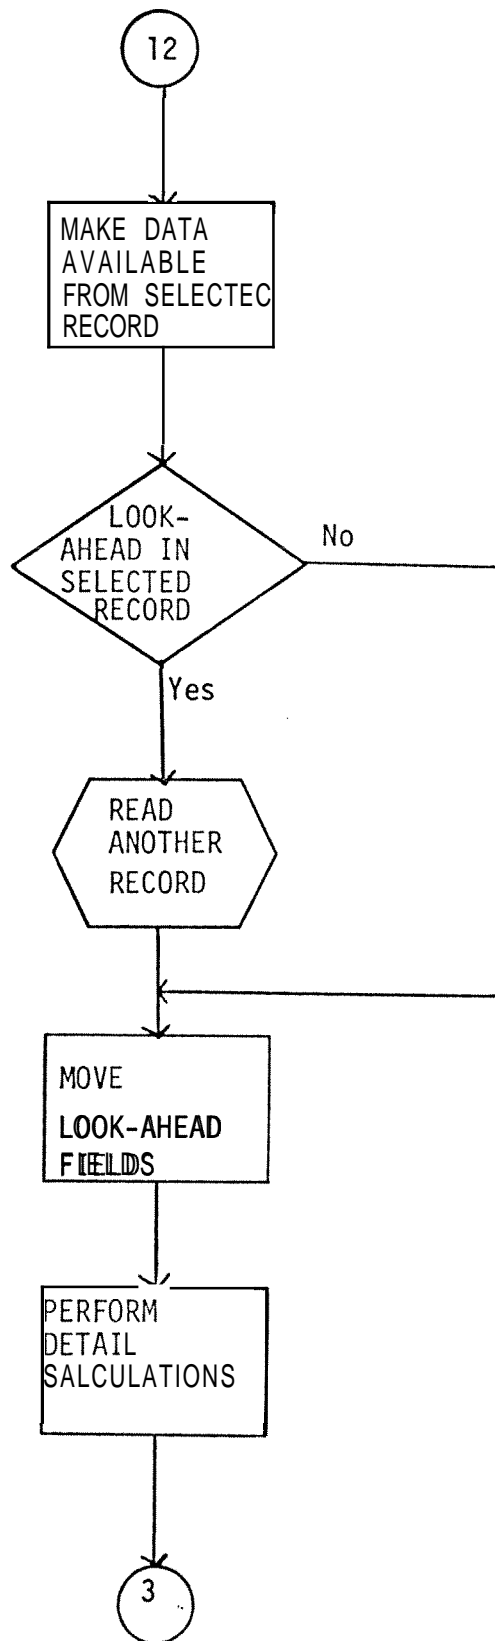 12
MAKE DATA
AVAILABLE
FROM SELECTEC
RECORD
LOOK-
AHEAD IN
SELECTED
RECORD
No
Yes
READ
ANOTHER
RECORD
MOVE
LOOK-AHEAD
FIELDS
PERFORM
DETAIL
SALCULATIONS
3